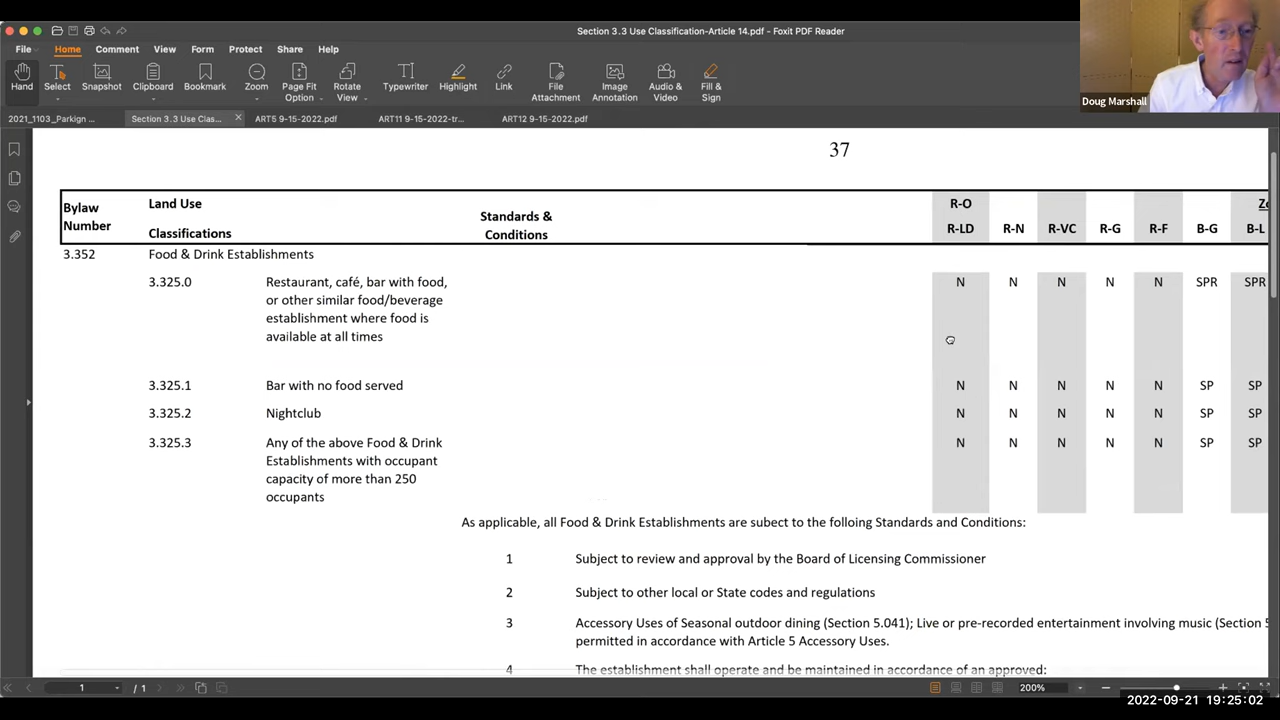 Section 3.3 Use Classification-Article 14.pdf - Foxit PDF Reader
File Home Comment View Form Protect Share Help
Hand Select Snapshot Clipboard Bookmark Zoom Page Fit Option Rotate View Typewriter Highlight Link File Attachment Image Annotation Audio & Video Fill & Sign
Doug Marshall
2021_1103_Parkign ... Section 3.3 Use Clas... ART5 9-15-2022.pdf ART11 9-15-2022-tr... ART12 9-15-2022.pdf
37
Bylaw Number
Land Use
Classifications
Standards & Conditions
R-O
R-LD R-N R-VC R-G R-F B-G B-L
3.352 Food & Drink Establishments
3.325.0 Restaurant, café, bar with food, N N N N N SPR SPR
or other similar food/beverage
establishment where food is
available at all times
3.325.1 Bar with no food served N N N N N SP SP
3.325.2 Nightclub N N N N N SP SP
3.325.3 Any of the above Food & Drink N N N N N SP SP
Establishments with occupant
capacity of more than 250
occupants
As applicable, all Food & Drink Establishments are subect to the folloing Standards and Conditions:
1 Subject to review and approval by the Board of Licensing Commissioner
2 Subject to other local or State codes and regulations
3 Accessory Uses of Seasonal outdoor dining (Section 5.041); Live or pre-recorded entertainment involving music (Section 5
permitted in accordance with Article 5 Accessory Uses.
4 The establishment shall operate and be maintained in accordance of an approved:
1 / 1 200%
2022-09-21 19:25:02